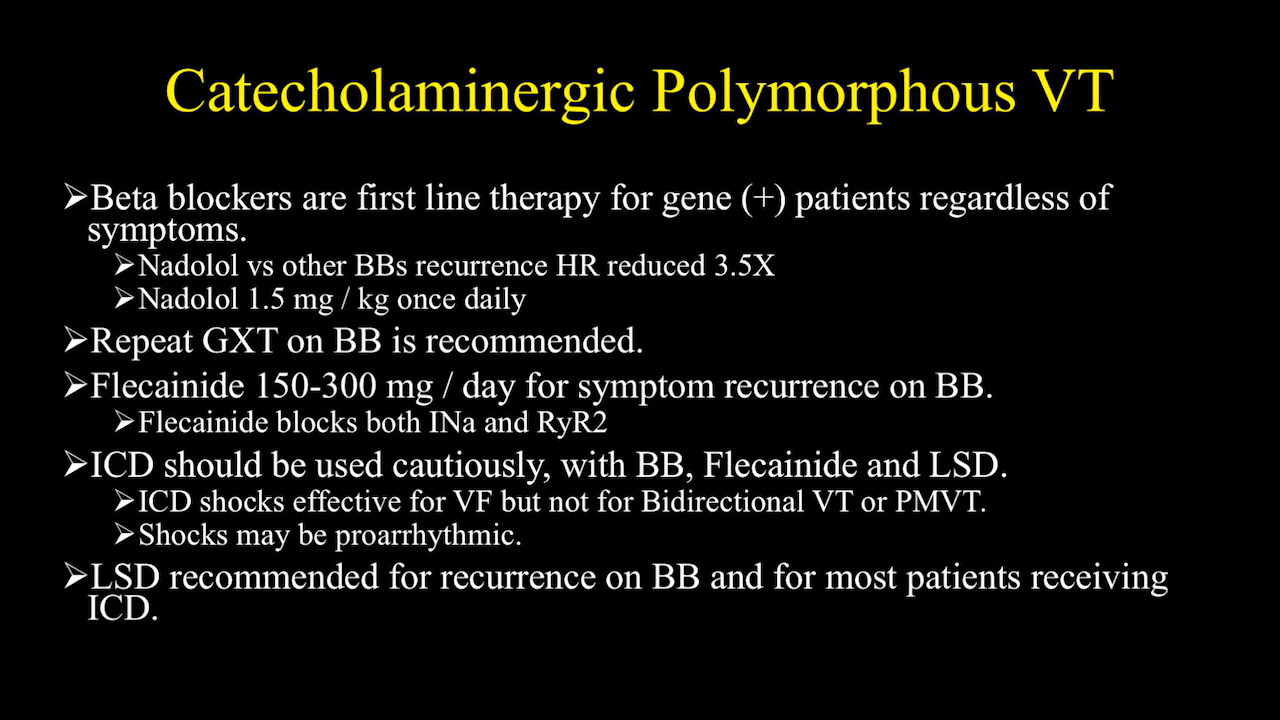 Catecholaminergic Polymorphous VT
➢Beta blockers are first line therapy for gene (+) patients regardless of
symptoms.
➢Nadolol vs other BBs recurrence HR reduced 3.5X
➢Nadolol 1.5 mg / kg once daily
➢Repeat GXT on BB is recommended.
➢Flecainide 150-300 mg / day for symptom recurrence on BB.
➢Flecainide blocks both INa and RyR2
➢ICD should be used cautiously, with BB, Flecainide and LSD.
➢ICD shocks effective for VF but not for Bidirectional VT or PMVT.
➢Shocks may be proarrhythmic.
➢LSD recommended for recurrence on BB and for most patients receiving
ICD.